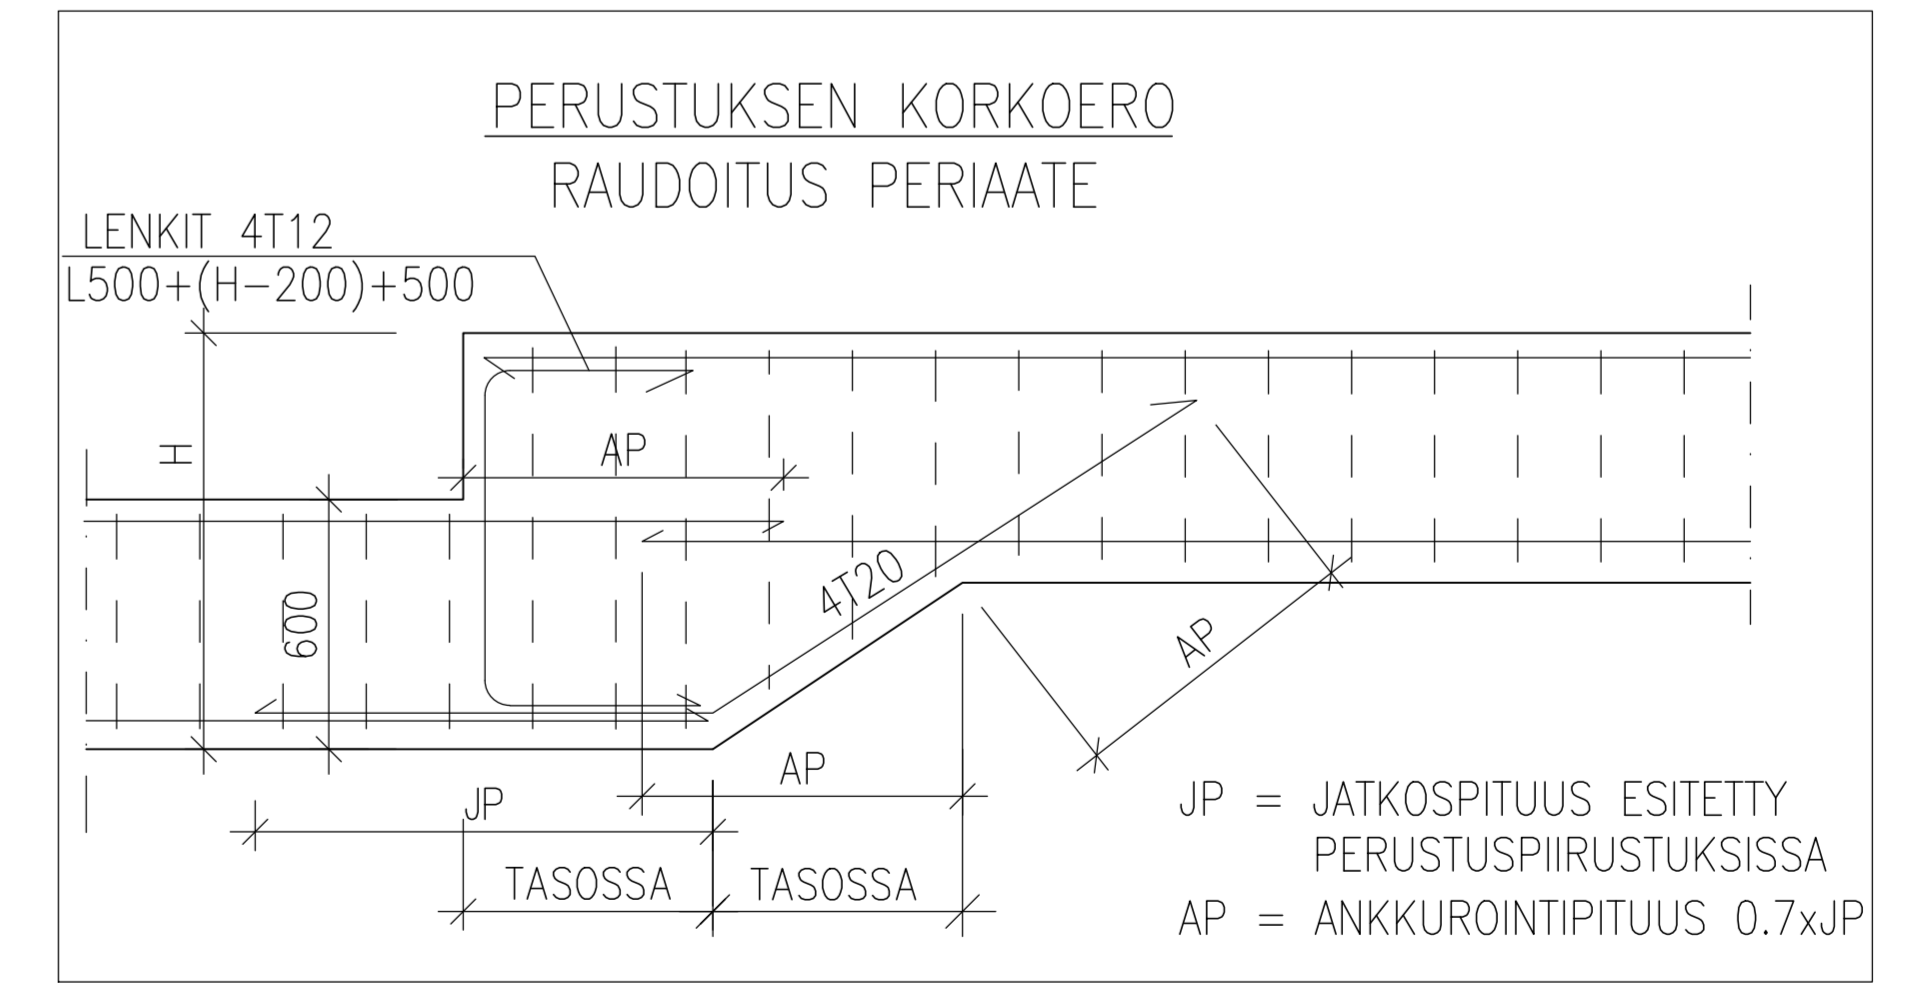 PERUSTUKSEN KORKOERO
RAUDOITUS PERIAATE
LENKIT 4T12
L500+(H-200)+500
H
AP
600
4T20
AP
AP
JP
TASOSSA
TASOSSA
JP = JATKOSPITUUS ESITETTY
PERUSTUSPIIRUSTUKSISSA
AP = ANKKUROINTIPITUUS 0.7xJP